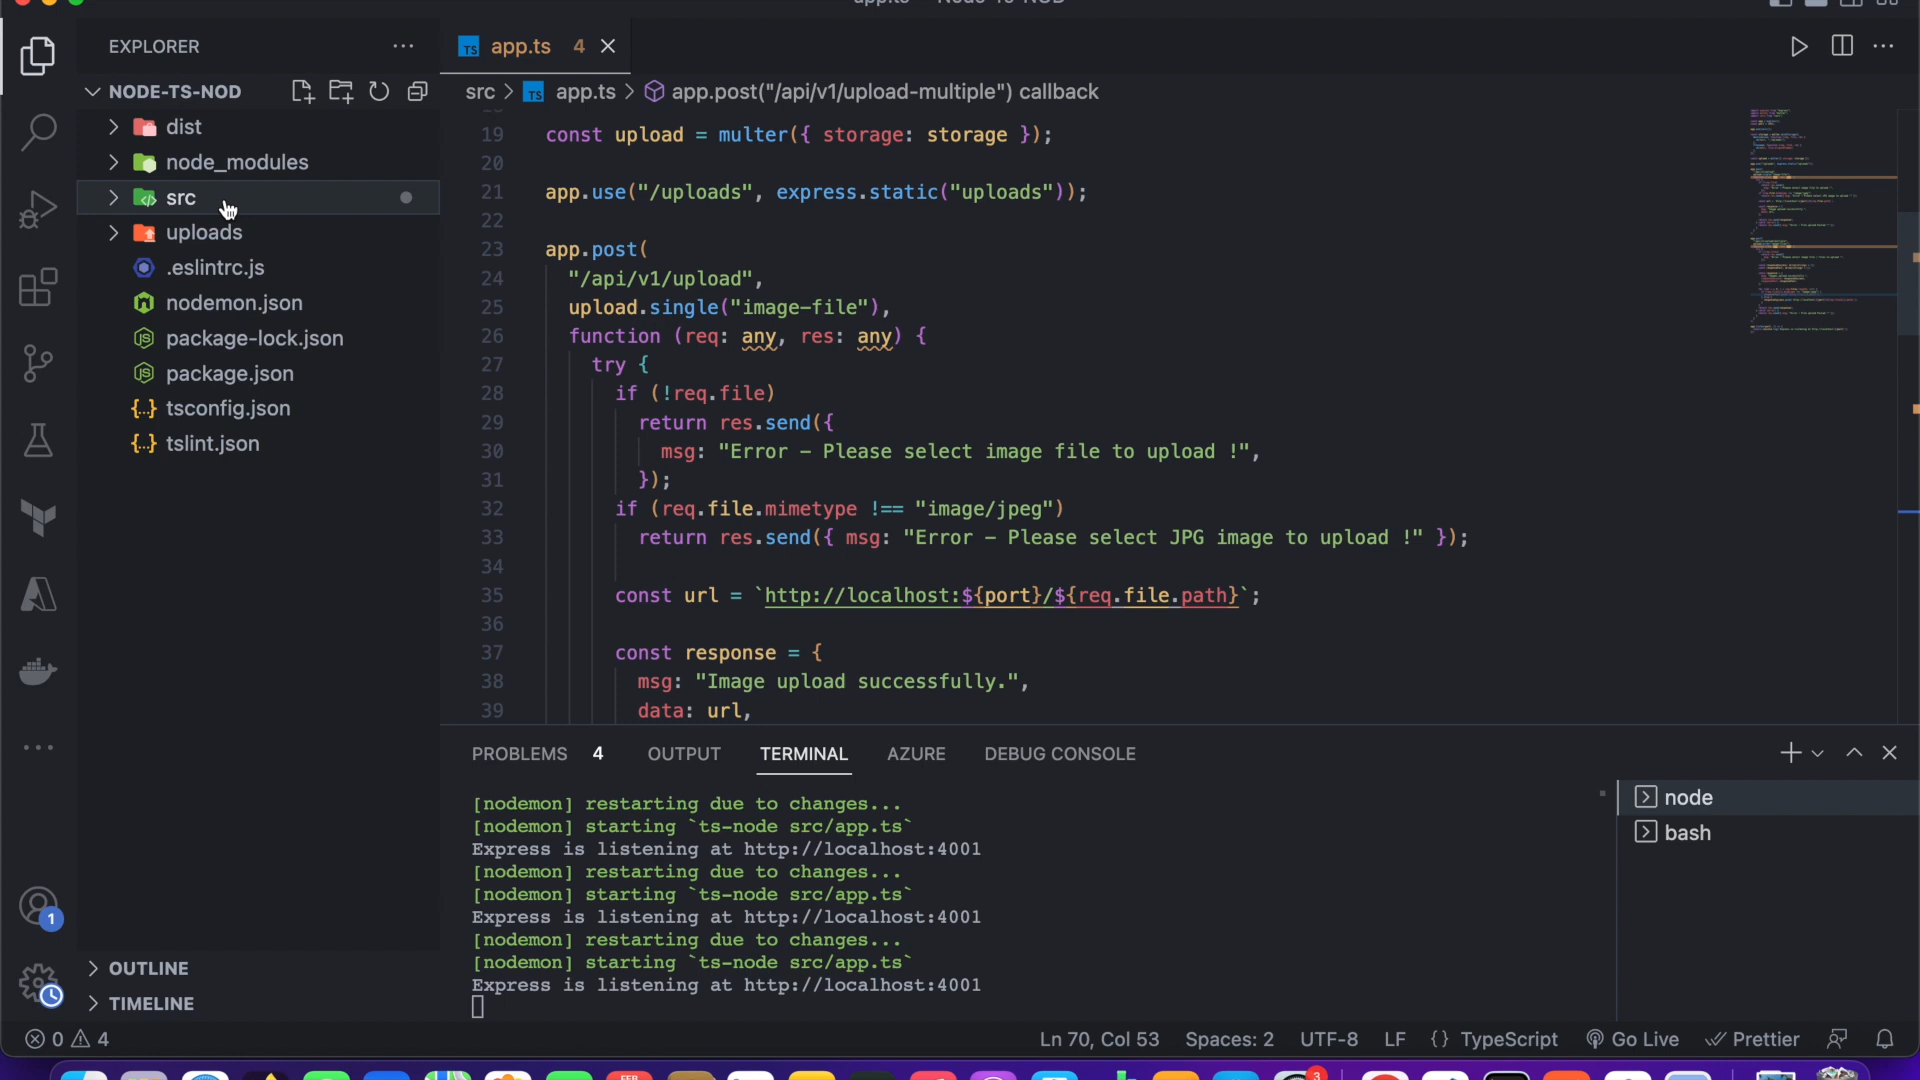 EXPLORER
NODE-TS-NOD
dist
node_modules
src
uploads
.eslintrc.js
nodemon.json
package-lock.json
package.json
tsconfig.json
tslint.json
OUTLINE
TIMELINE
TS app.ts 4
src > TS app.ts > app.post("/api/v1/upload-multiple") callback
19 const upload = multer({ storage: storage });
20
21 app.use("/uploads", express.static("uploads"));
22
23 app.post(
24 "/api/v1/upload",
25 upload.single("image-file"),
26 function (req: any, res: any) {
27 try {
28 if (!req.file)
29 return res.send({
30 msg: "Error - Please select image file to upload !",
31 });
32 if (req.file.mimetype !== "image/jpeg")
33 return res.send({ msg: "Error - Please select JPG image to upload !" });
34
35 const url = `http://localhost:${port}/${req.file.path}`;
36
37 const response = {
38 msg: "Image upload successfully.",
39 data: url,
PROBLEMS 4 OUTPUT TERMINAL AZURE DEBUG CONSOLE
[nodemon] restarting due to changes...
[nodemon] starting `ts-node src/app.ts`
Express is listening at http://localhost:4001
[nodemon] restarting due to changes...
[nodemon] starting `ts-node src/app.ts`
Express is listening at http://localhost:4001
[nodemon] restarting due to changes...
[nodemon] starting `ts-node src/app.ts`
Express is listening at http://localhost:4001
node
bash
1
0 4
Ln 70, Col 53 Spaces: 2 UTF-8 LF {} TypeScript Go Live Prettier
FEB
3